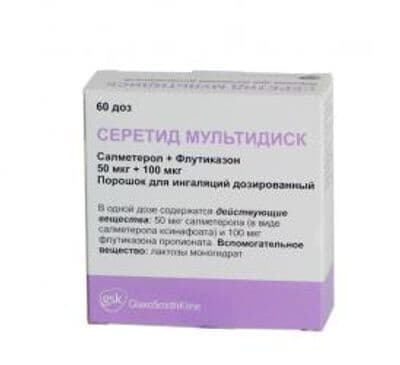 60 доз
СЕРЕТИД МУЛЬТИДИСК
Салметерол + Флутиказон
50 мкг + 100 мкг
Порошок для ингаляций дозированный
В одной дозе содержатся действующие
вещества: 50 мкг салметерола (в виде
салметерола ксинафоата) и 100 мкг
флутиказона пропионата. Вспомогательное
вещество: лактозы моногидрат
gsk GlaxoSmithKline